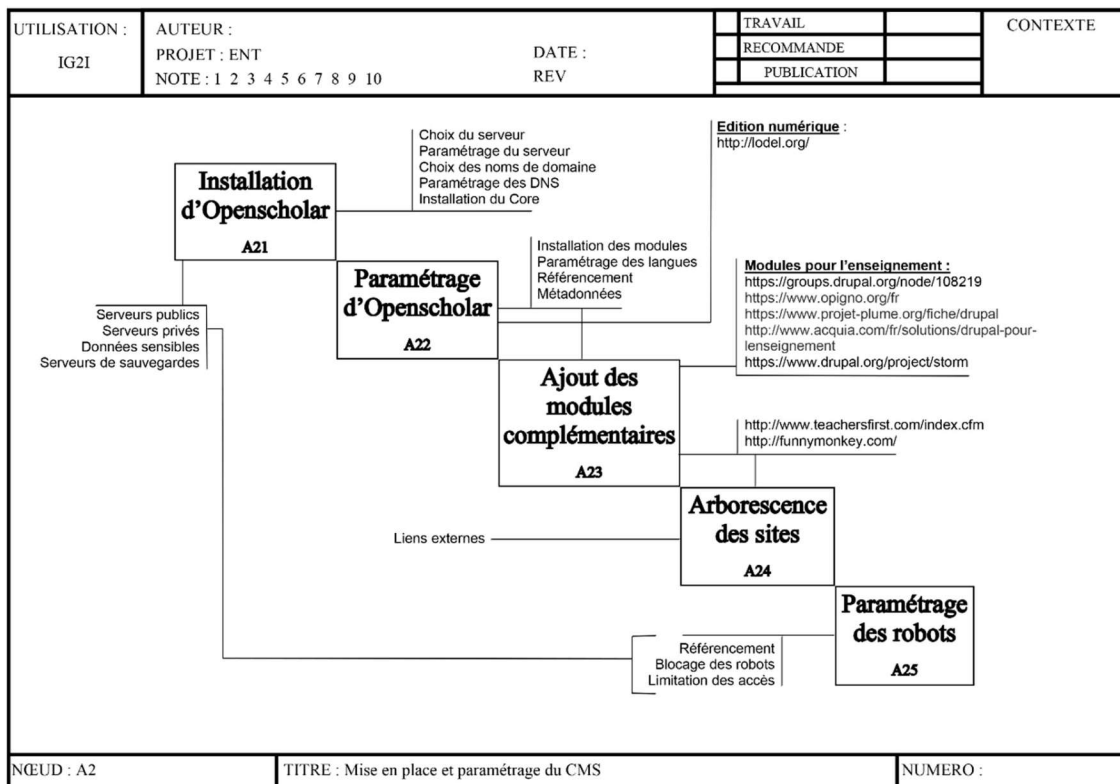 UTILISATION :
IG2I
AUTEUR :
PROJET : ENT
NOTE : 1 2 3 4 5 6 7 8 9 10
DATE :
REV
TRAVAIL
RECOMMANDE
PUBLICATION
CONTEXTE
Installation
d’Openscholar
A21
Choix du serveur
Paramétrage du serveur
Choix des noms de domaine
Paramétrage des DNS
Installation du Core
Edition numérique :
http://lodel.org/
Paramétrage
d’Openscholar
A22
Installation des modules
Paramétrage des langues
Référencement
Métadonnées
Modules pour l’enseignement :
https://groups.drupal.org/node/108219
https://www.opigno.org/fr
https://www.projet-plume.org/fiche/drupal
http://www.acquia.com/fr/solutions/drupal-pour-
lenseignement
https://www.drupal.org/project/storm
Serveurs publics
Serveurs privés
Données sensibles
Serveurs de sauvegardes
Ajout des
modules
complémentaires
A23
http://www.teachersfirst.com/index.cfm
http://funnymonkey.com/
Arborescence
des sites
A24
Liens externes
Paramétrage
des robots
A25
Référencement
Blocage des robots
Limitation des accès
NŒUD : A2
TITRE : Mise en place et paramétrage du CMS
NUMERO :